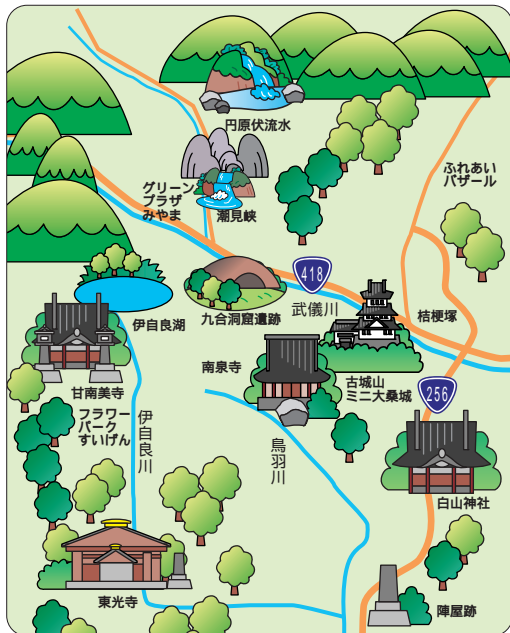 円原伏流水
ふれあい
バザール
グリーン
プラザ
みやま
潮見峡
418
伊自良湖
九合洞窟遺跡
武儀川
桔梗塚
甘南美寺
南泉寺
古城山
ミニ大桑城
256
フラワー
パーク
すいげん
伊自良川
鳥羽川
白山神社
東光寺
陣屋跡